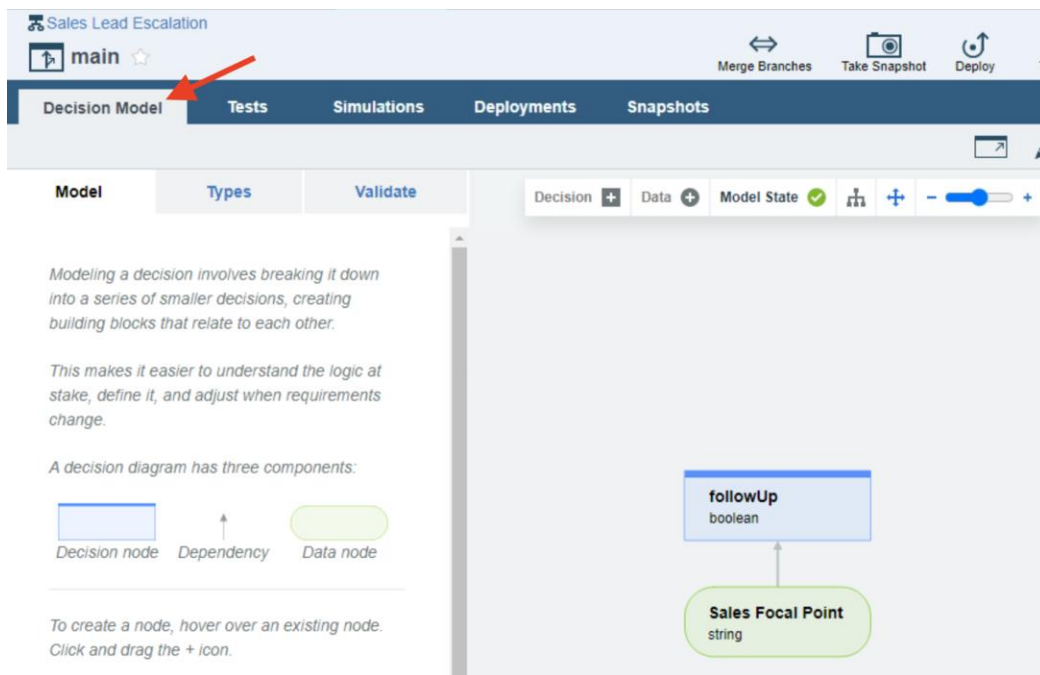 Sales Lead Escalation
main
Merge Branches
Take Snapshot
Deploy
Decision Model
Tests
Simulations
Deployments
Snapshots
Model
Types
Validate
Decision
Data
Model State
Modeling a decision involves breaking it down
into a series of smaller decisions, creating
building blocks that relate to each other.
This makes it easier to understand the logic at
stake, define it, and adjust when requirements
change.
A decision diagram has three components:
Decision node
Dependency
Data node
To create a node, hover over an existing node.
Click and drag the + icon.
followUp
boolean
Sales Focal Point
string